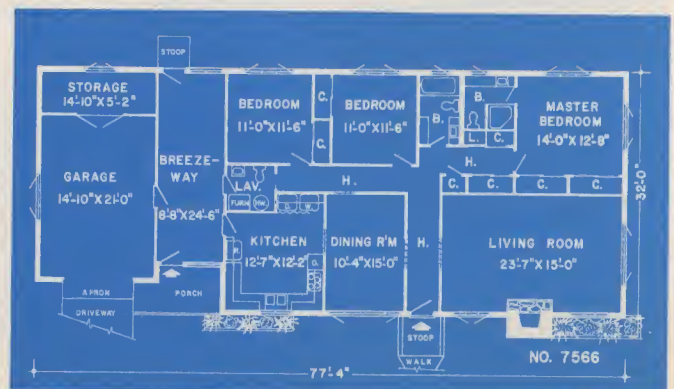 STOOP
STORAGE
14'-10"X5'-2"
BEDROOM
11'-0"X11'-6"
C.
C.
BEDROOM
11'-0"X11'-6"
B.
B.
L.
C.
MASTER
BEDROOM
14'-0"X12'-8"
GARAGE
14'-10"X21'-0"
BREEZE-
WAY
8'-8"X24'-6"
LAV.
FURN
HW.
H.
H.
C.
C.
C.
C.
32'-0"
D.
W.
R.
KITCHEN
12'-7"X12'-2"
O.
DINING R'M
10'-4"X15'-0"
H.
LIVING ROOM
23'-7"X15'-0"
APRON
DRIVEWAY
PORCH
STOOP
WALK
NO. 7566
77'-4"